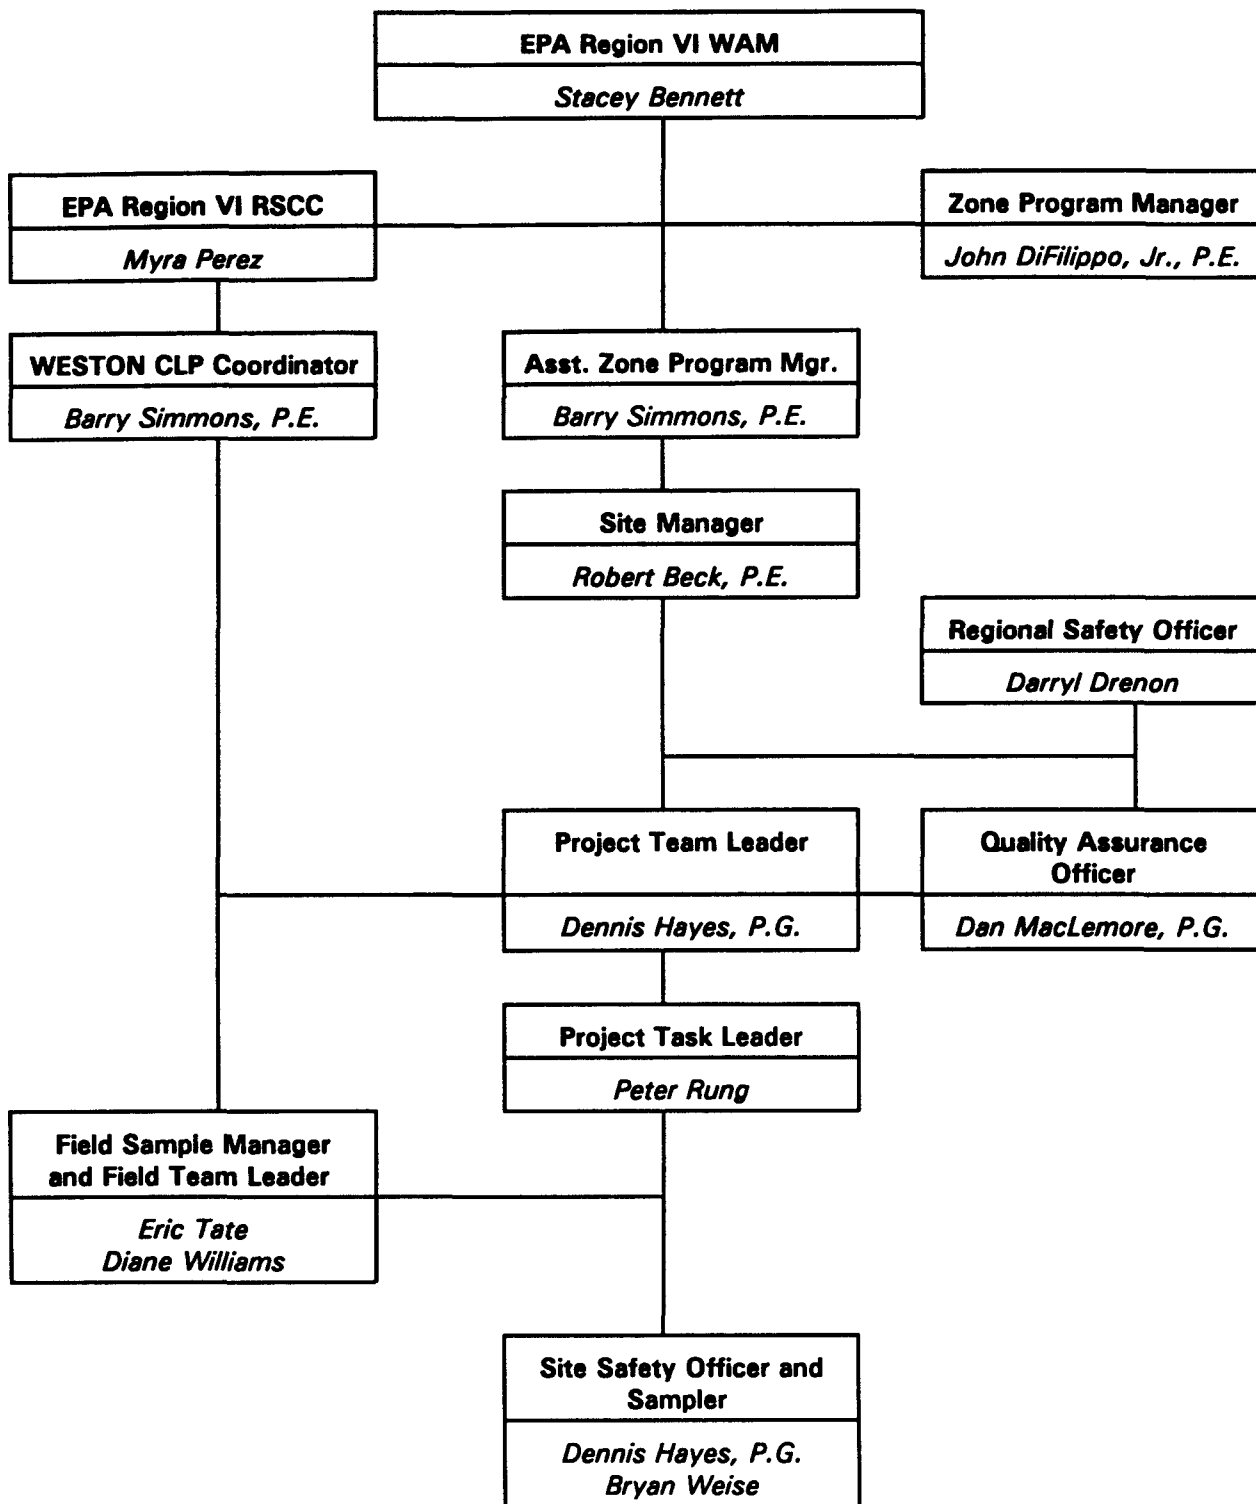 EPA Region VI WAM
Stacey Bennett
EPA Region VI RSCC
Myra Perez
Zone Program Manager
John DiFilippo, Jr., P.E.
WESTON CLP Coordinator
Barry Simmons, P.E.
Asst. Zone Program Mgr.
Barry Simmons, P.E.
Site Manager
Robert Beck, P.E.
Regional Safety Officer
Darryl Drenon
Project Team Leader
Dennis Hayes, P.G.
Quality Assurance
Officer
Dan MacLemore, P.G.
Project Task Leader
Peter Rung
Field Sample Manager
and Field Team Leader
Eric Tate
Diane Williams
Site Safety Officer and
Sampler
Dennis Hayes, P.G.
Bryan Weise